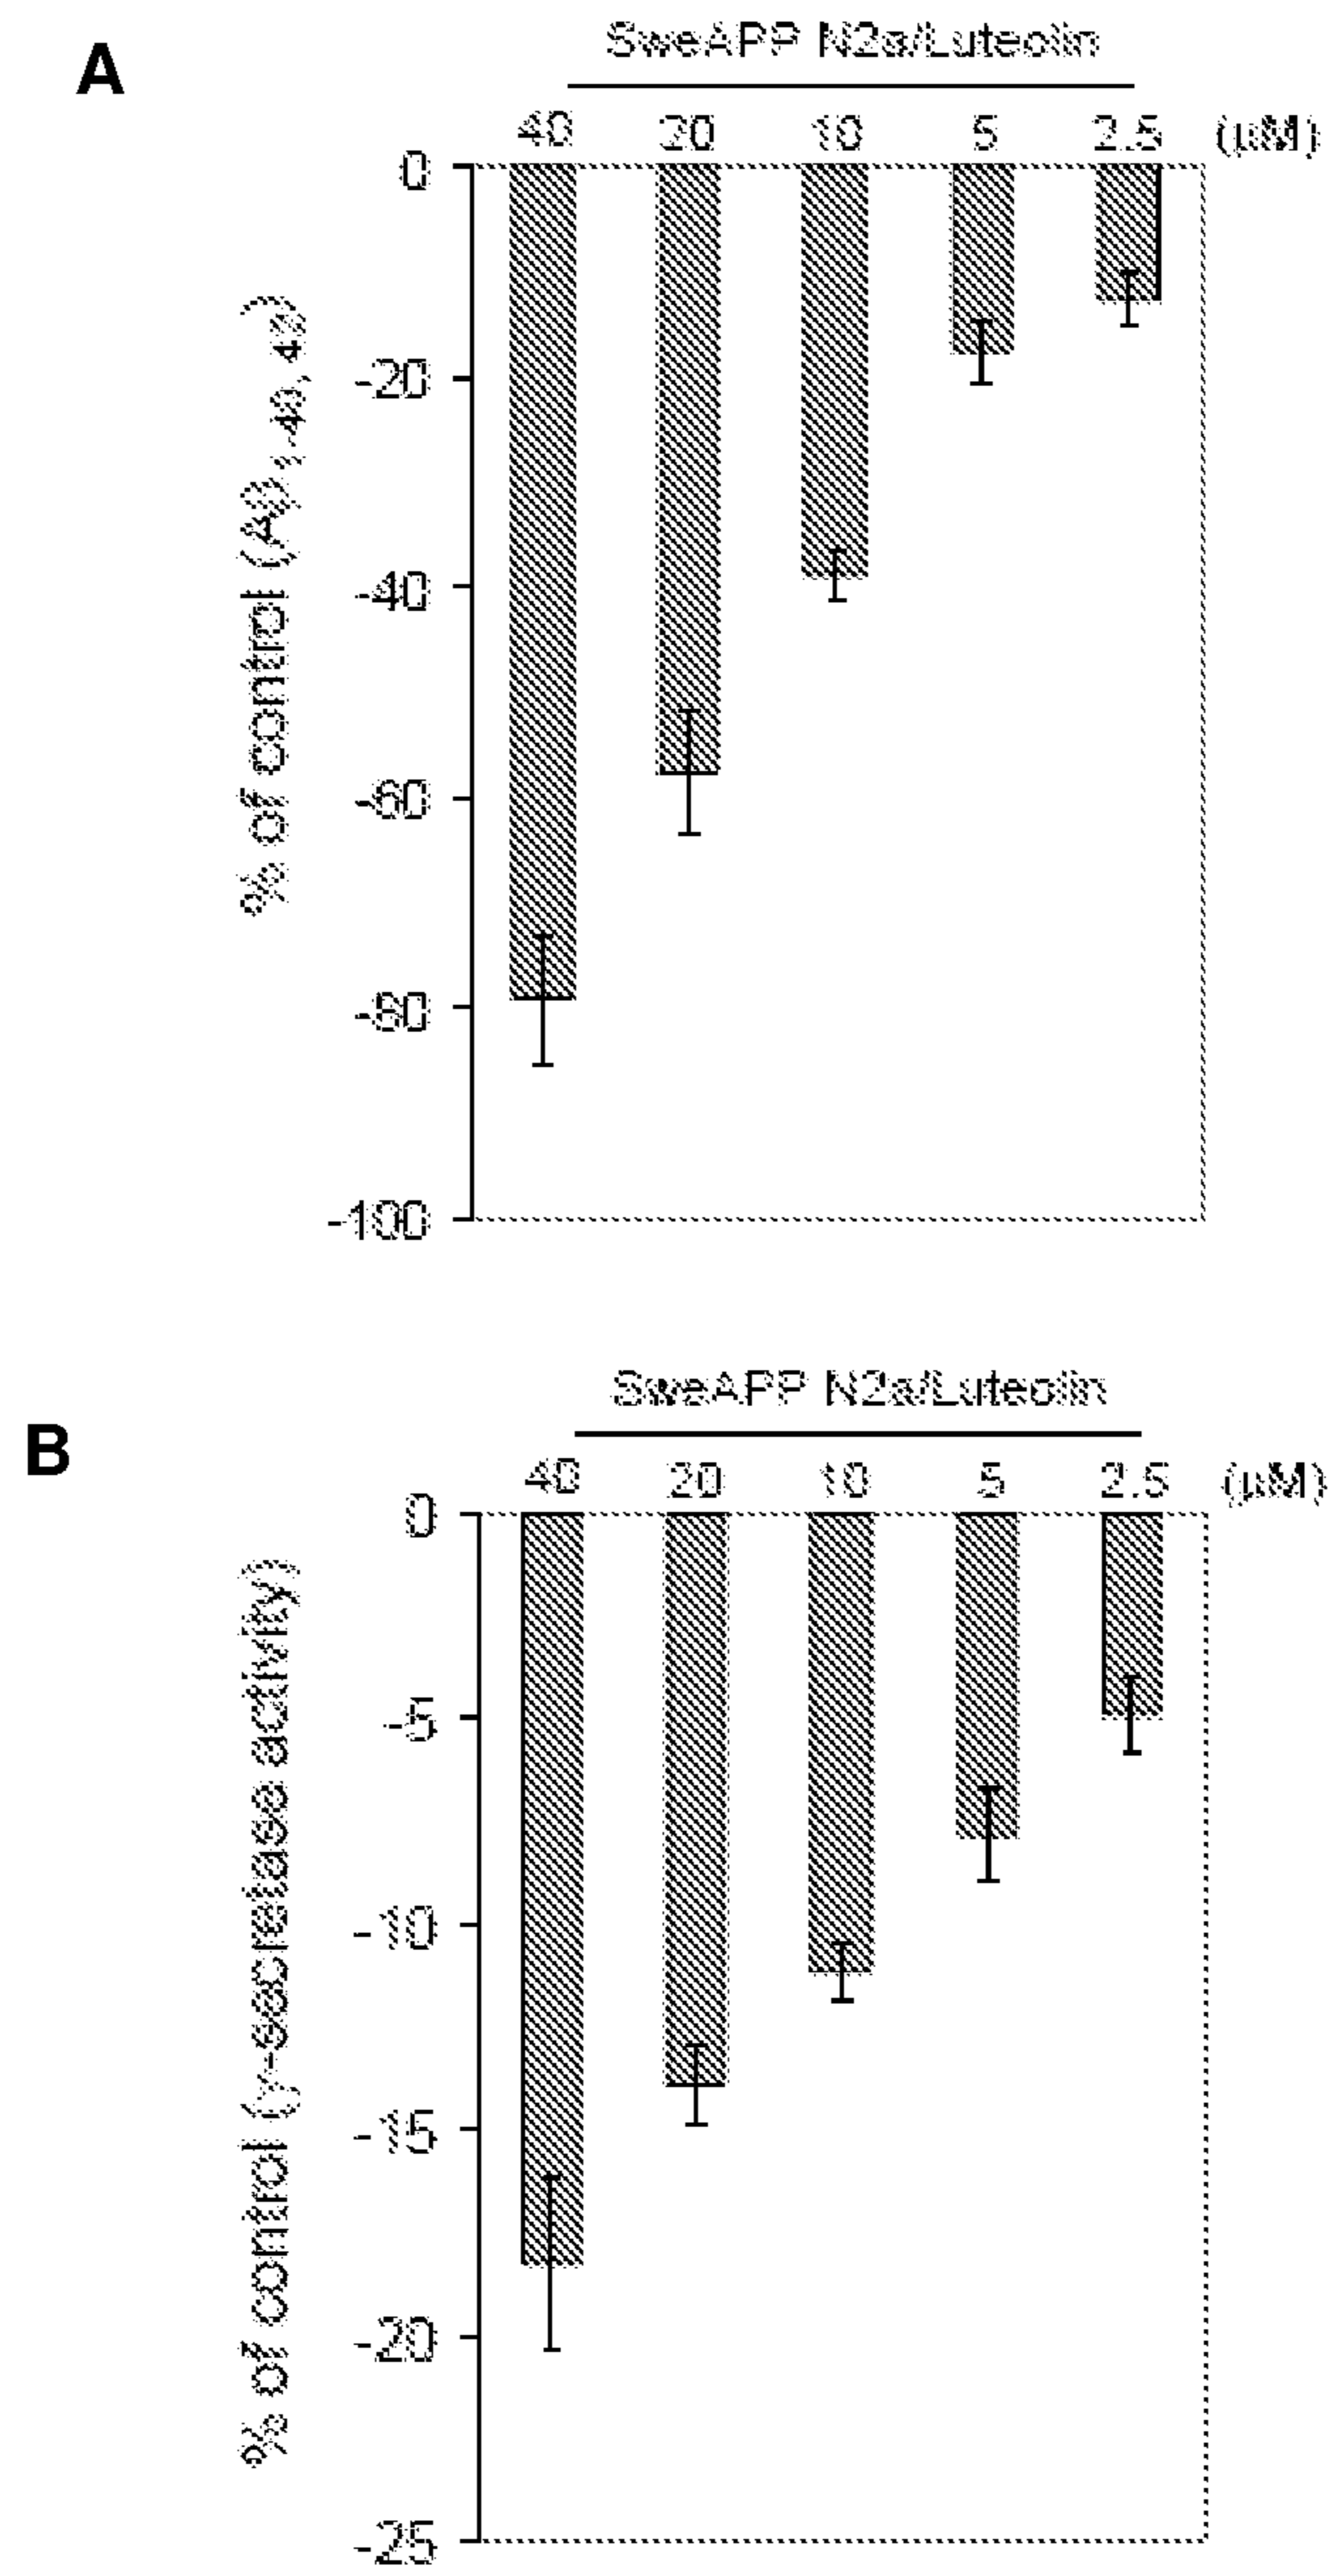 A
SweAPP N2a/Luteolin
40 20 10 5 2.5 (μM)
0
-20
-40
-60
-80
-100
% of control (Aβ1-40, 42)
B
SweAPP N2a/Luteolin
40 20 10 5 2.5 (μM)
0
-5
-10
-15
-20
-25
% of control (γ-secretase activity)